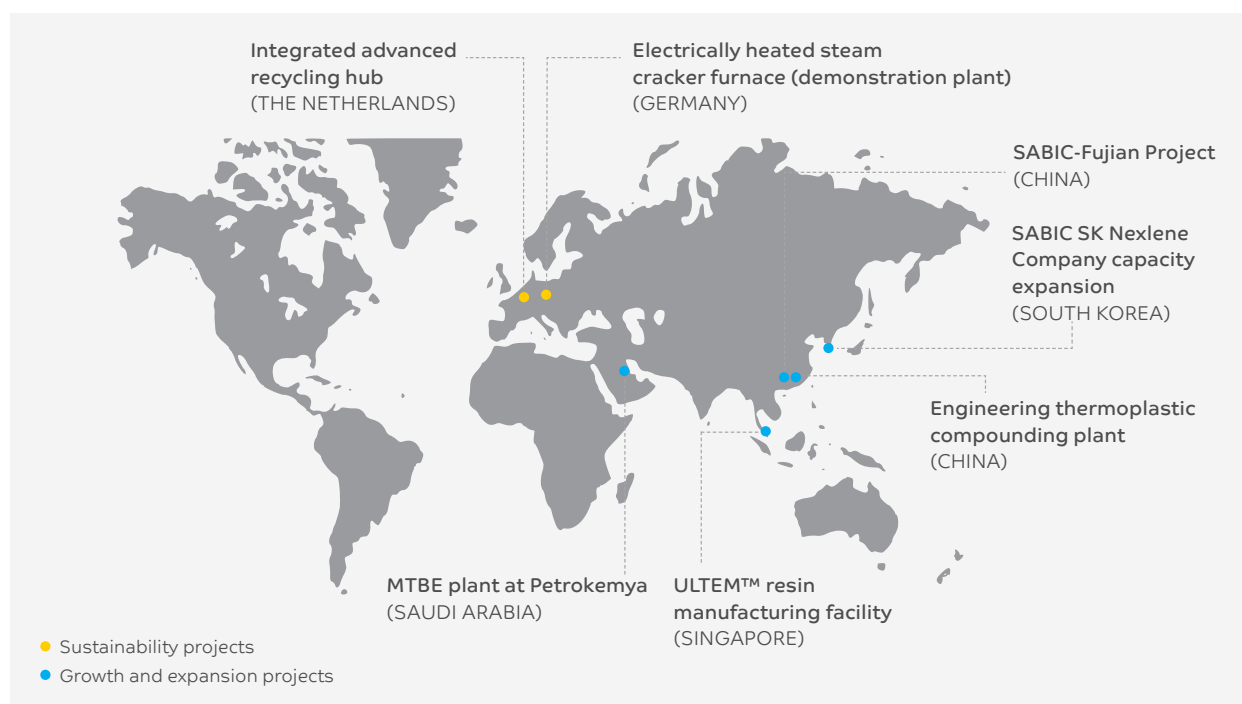 Integrated advanced
recycling hub
(THE NETHERLANDS)
Electrically heated steam
cracker furnace (demonstration plant)
(GERMANY)
SABIC-Fujian Project
(CHINA)
SABIC SK Nexlene
Company capacity
expansion
(SOUTH KOREA)
Engineering thermoplastic
compounding plant
(CHINA)
MTBE plant at Petrokemya
(SAUDI ARABIA)
ULTEM™ resin
manufacturing facility
(SINGAPORE)
Sustainability projects
Growth and expansion projects